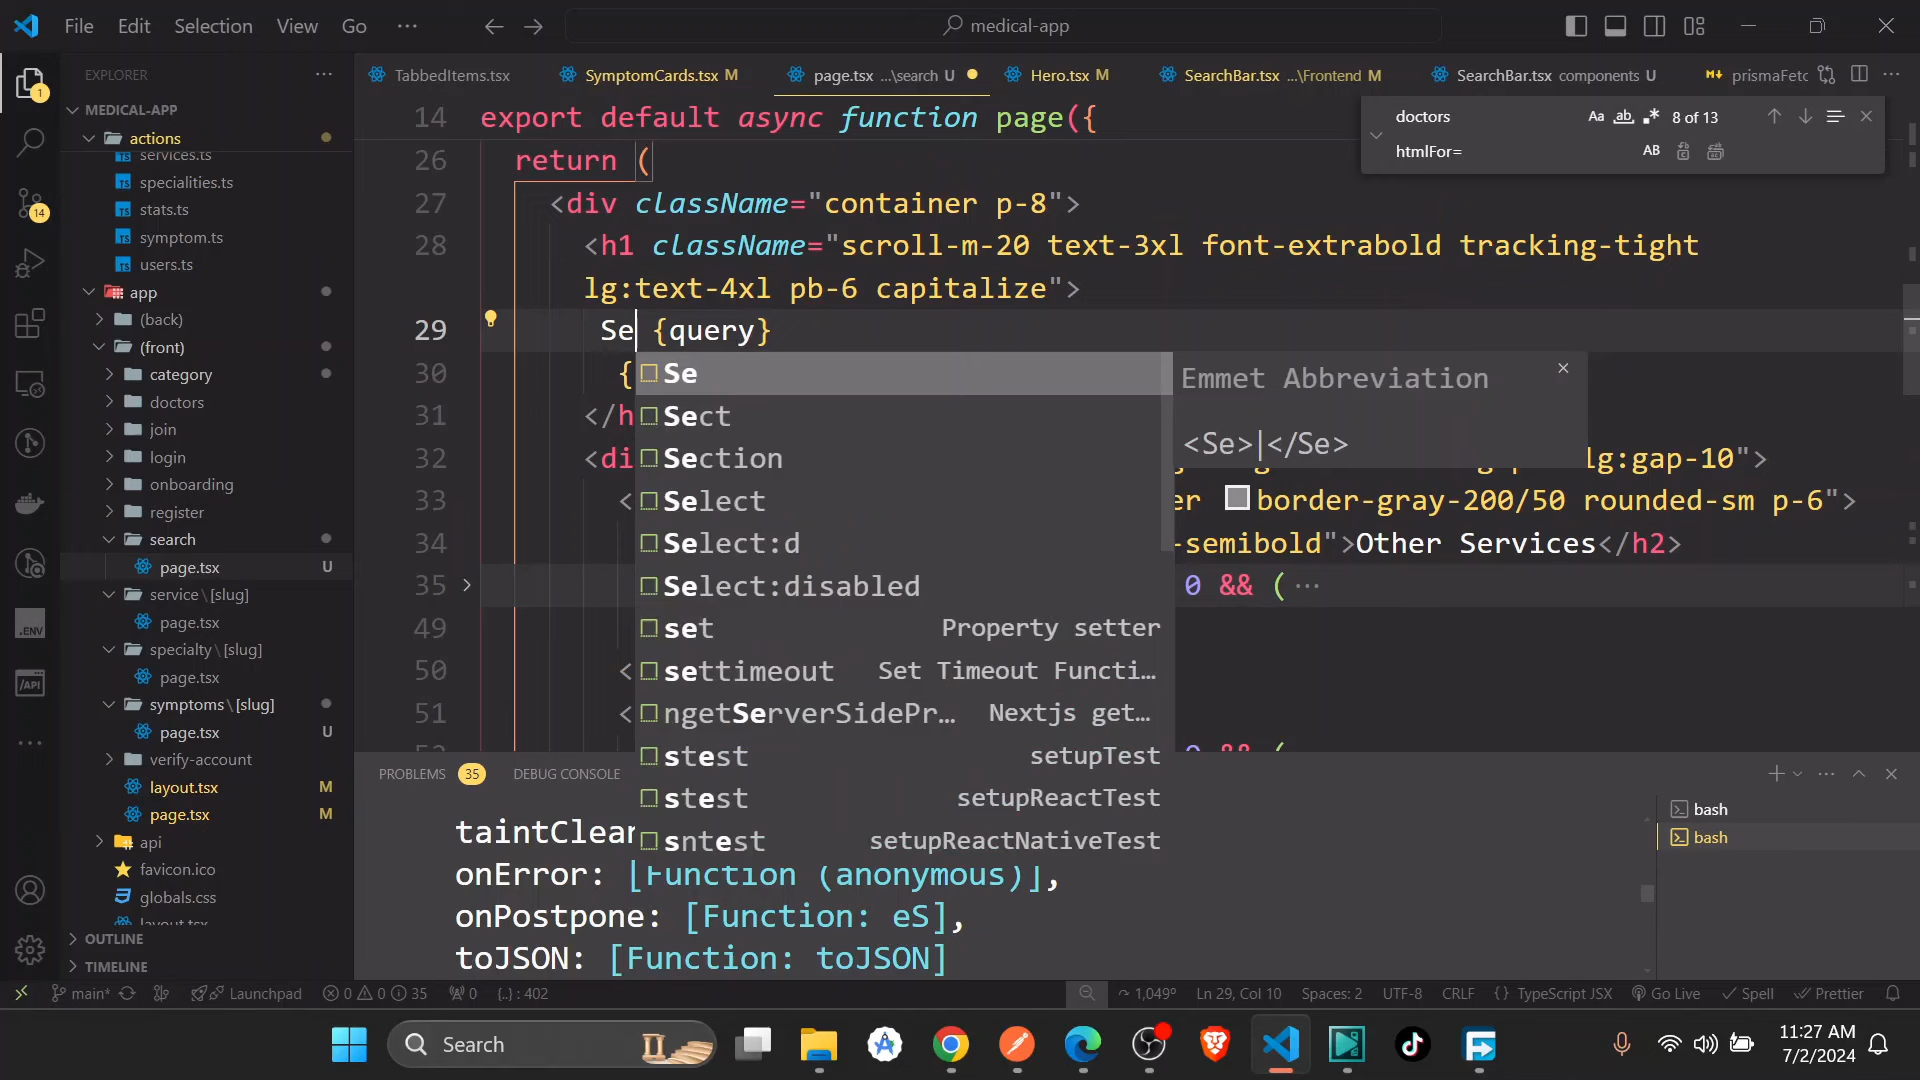 File Edit Selection View Go ···
medical-app
EXPLORER
MEDICAL-APP
actions
services.ts
specialities.ts
stats.ts
symptom.ts
users.ts
app
(back)
(front)
category
doctors
join
login
onboarding
register
search
page.tsx U
service\[slug]
page.tsx
specialty\[slug]
page.tsx
symptoms\[slug]
page.tsx U
verify-account
layout.tsx M
page.tsx M
api
favicon.ico
globals.css
layout.tsx
OUTLINE
TIMELINE
TabbedItems.tsx SymptomCards.tsx M page.tsx ...\search U Hero.tsx M SearchBar.tsx ...\Frontend M SearchBar.tsx components U prismaFetc
doctors Aa ab 8 of 13
htmlFor= AB
14 export default async function page({
26 return (
27 <div className="container p-8">
28 <h1 className="scroll-m-20 text-3xl font-extrabold tracking-tight
lg:text-4xl pb-6 capitalize">
29 Se {query}
30 {
31 </h
32 <di lg:gap-10">
33 < er border-gray-200/50 rounded-sm p-6">
34 -semibold">Other Services</h2>
35 0 && (···
49
50 <
51 <
0 && (
Se
Sect
Section
Select
Select:d
Select:disabled
set Property setter
settimeout Set Timeout Functi...
ngetServerSidePr... Nextjs get...
stest setupTest
stest setupReactTest
sntest setupReactNativeTest
Emmet Abbreviation
<Se>|</Se>
PROBLEMS 35 DEBUG CONSOLE
taintClear
onError: [Function (anonymous)],
onPostpone: [Function: eS],
toJSON: [Function: toJSON]
bash
bash
main* Launchpad 0 0 35 0 {..} : 402 1,049º Ln 29, Col 10 Spaces: 2 UTF-8 CRLF {} TypeScript JSX Go Live Spell Prettier
1
14
.ENV
/API
Search
11:27 AM
7/2/2024